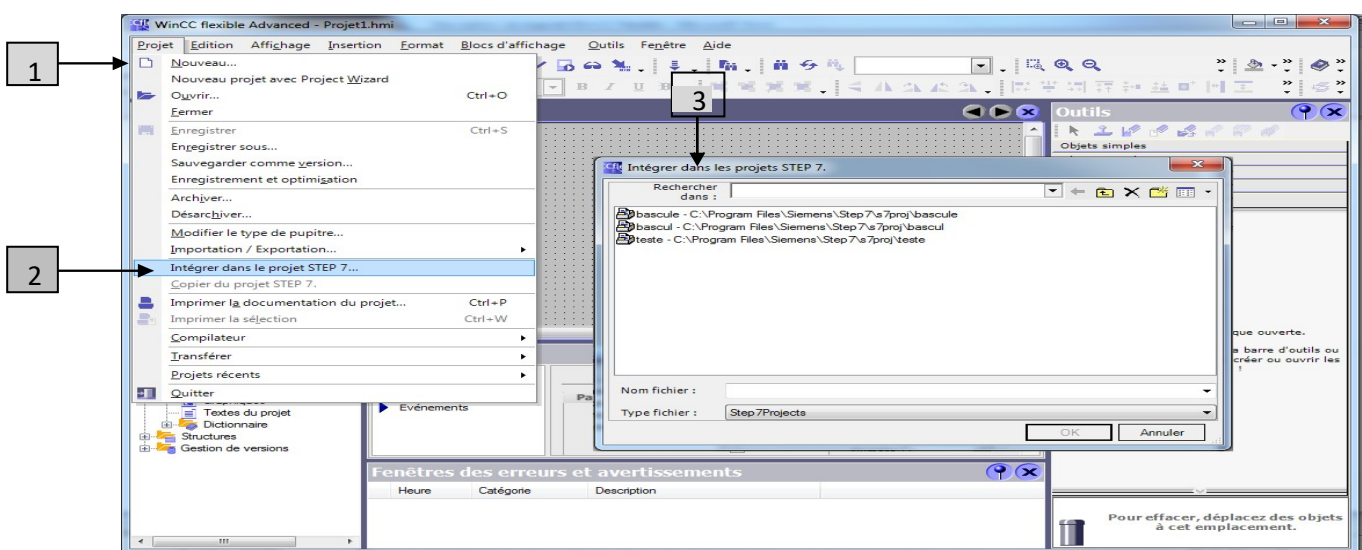 WinCC flexible Advanced - Projet1.hmi
Projet Edition Affichage Insertion Format Blocs d'affichage Outils Fenêtre Aide
1
Nouveau...
Nouveau projet avec Project Wizard
Ouvrir... Ctrl+O
Fermer
Enregistrer Ctrl+S
Enregistrer sous...
Sauvegarder comme version...
Enregistrement et optimisation
Archiver...
Désarchiver...
Modifier le type de pupitre...
Importation / Exportation...
2
Intégrer dans le projet STEP 7...
Copier du projet STEP 7.
Imprimer la documentation du projet... Ctrl+P
Imprimer la sélection Ctrl+W
Compilateur
Transférer
Projets récents
Quitter
Textes du projet
Dictionnaire
Structures
Gestion de versions
B I U
3
Outils
Objets simples
Intégrer dans les projets STEP 7.
Rechercher
dans :
bascule - C:\Program Files\Siemens\Step7\s7proj\bascule
bascul - C:\Program Files\Siemens\Step7\s7proj\bascul
teste - C:\Program Files\Siemens\Step7\s7proj\teste
Nom fichier :
Type fichier : Step7Projects
OK Annuler
que ouverte.
a barre d'outils ou
créer ou ouvrir les
!
Pa
Evénements
Fenêtres des erreurs et avertissements
Heure Catégorie Description
Pour effacer, déplacez des objets
à cet emplacement.